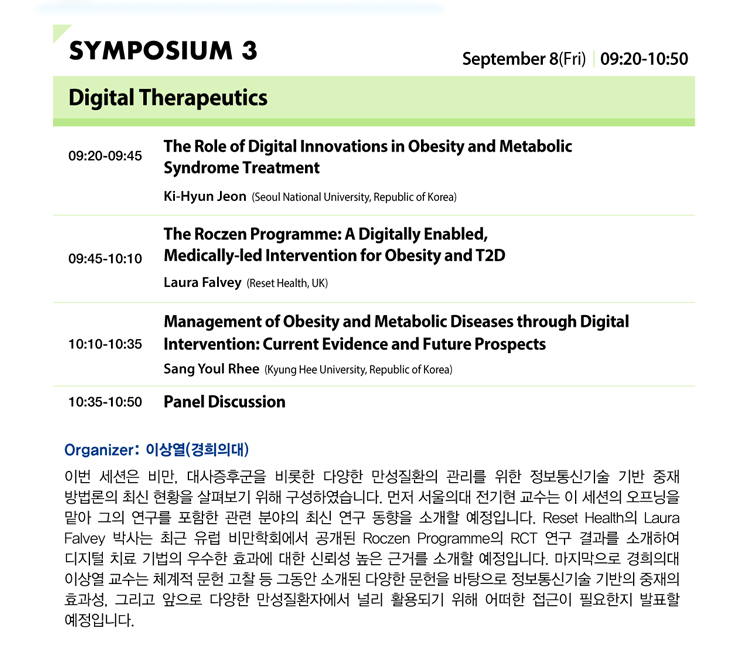 SYMPOSIUM 3
September 8(Fri) | 09:20-10:50
Digital Therapeutics
09:20-09:45
The Role of Digital Innovations in Obesity and Metabolic
Syndrome Treatment
Ki-Hyun Jeon (Seoul National University, Republic of Korea)
09:45-10:10
The Roczen Programme: A Digitally Enabled,
Medically-led Intervention for Obesity and T2D
Laura Falvey (Reset Health, UK)
10:10-10:35
Management of Obesity and Metabolic Diseases through Digital
Intervention: Current Evidence and Future Prospects
Sang Youl Rhee (Kyung Hee University, Republic of Korea)
10:35-10:50
Panel Discussion
Organizer: 이상열(경희의대)
이번 세션은 비만, 대사증후군을 비롯한 다양한 만성질환의 관리를 위한 정보통신기술 기반 중재
방법론의 최신 현황을 살펴보기 위해 구성하였습니다. 먼저 서울의대 전기현 교수는 이 세션의 오프닝을
맡아 그의 연구를 포함한 관련 분야의 최신 연구 동향을 소개할 예정입니다. Reset Health의 Laura
Falvey 박사는 최근 유럽 비만학회에서 공개된 Roczen Programme의 RCT 연구 결과를 소개하여
디지털 치료 기법의 우수한 효과에 대한 신뢰성 높은 근거를 소개할 예정입니다. 마지막으로 경희의대
이상열 교수는 체계적 문헌 고찰 등 그동안 소개된 다양한 문헌을 바탕으로 정보통신기술 기반의 중재의
효과성, 그리고 앞으로 다양한 만성질환자에서 널리 활용되기 위해 어떠한 접근이 필요한지 발표할
예정입니다.